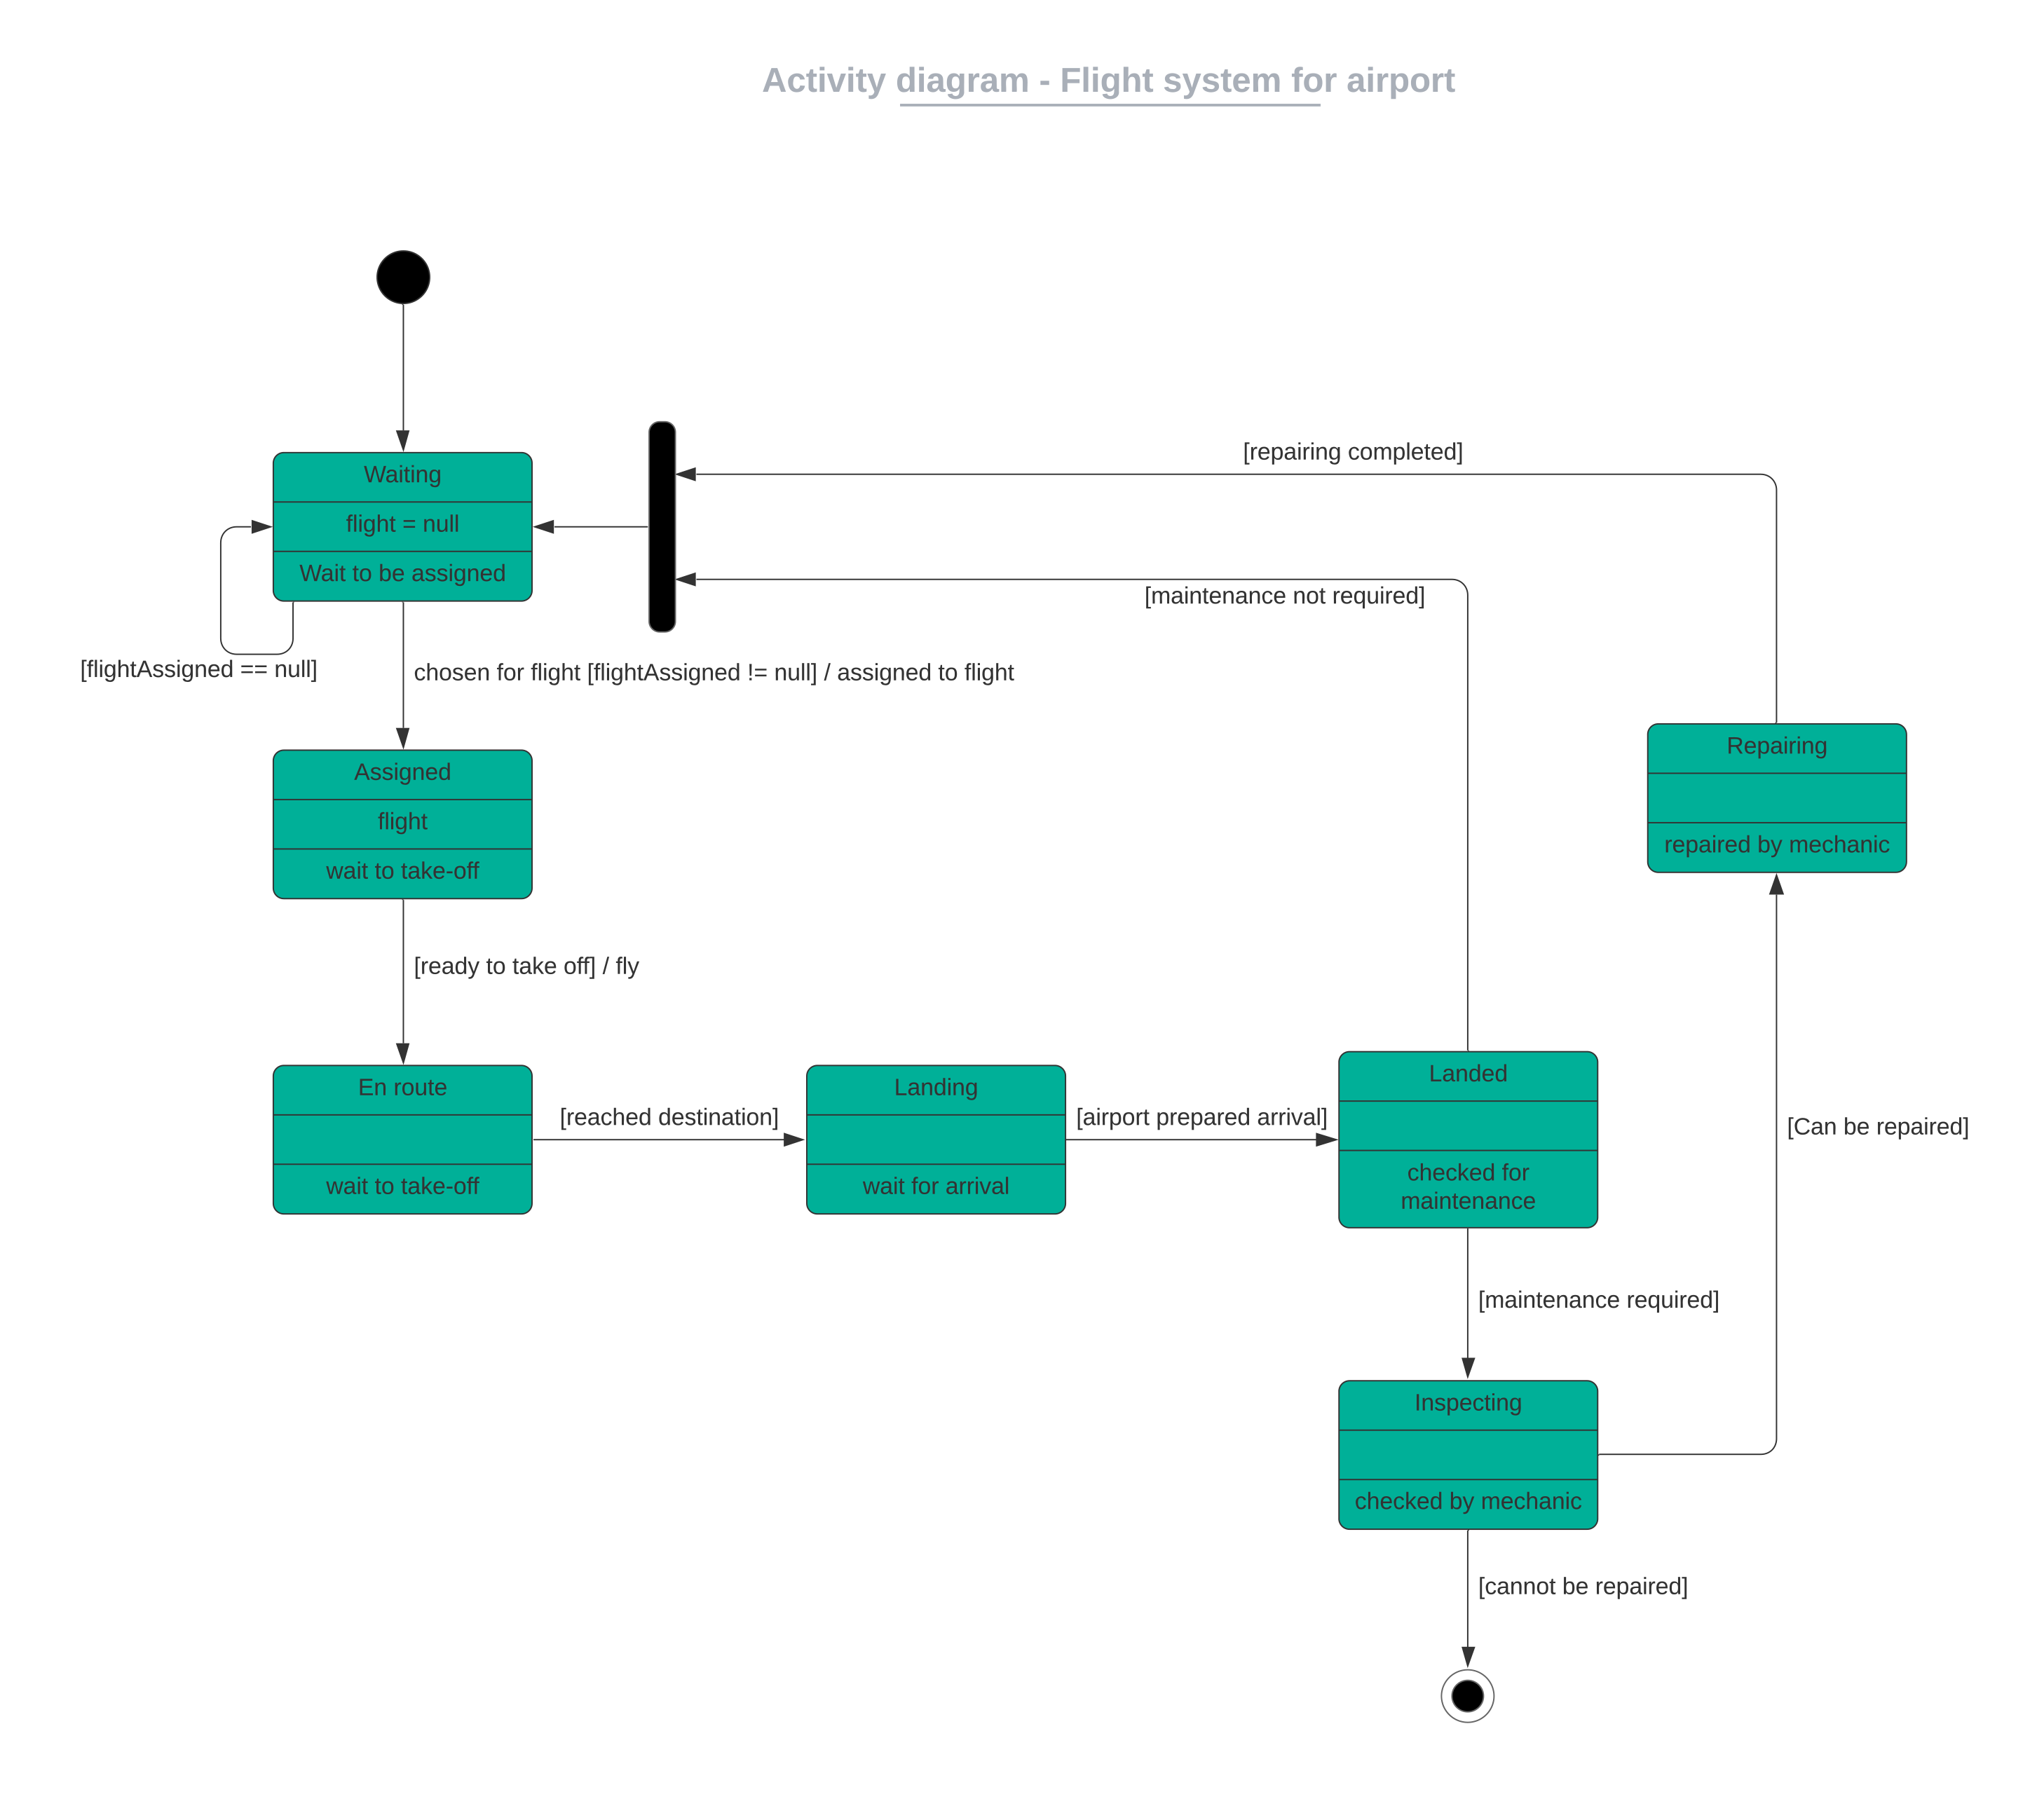 Activity diagram - Flight system for airport
[repairing completed]
Waiting
flight = null
Wait to be assigned
[maintenance not required]
[flightAssigned == null]
chosen for flight [flightAssigned != null] / assigned to flight
Assigned
flight
wait to take-off
Repairing
repaired by mechanic
[ready to take off] / fly
En route
wait to take-off
[reached destination]
Landing
wait for arrival
[airport prepared arrival]
Landed
checked for
maintenance
[Can be repaired]
[maintenance required]
Inspecting
checked by mechanic
[cannot be repaired]